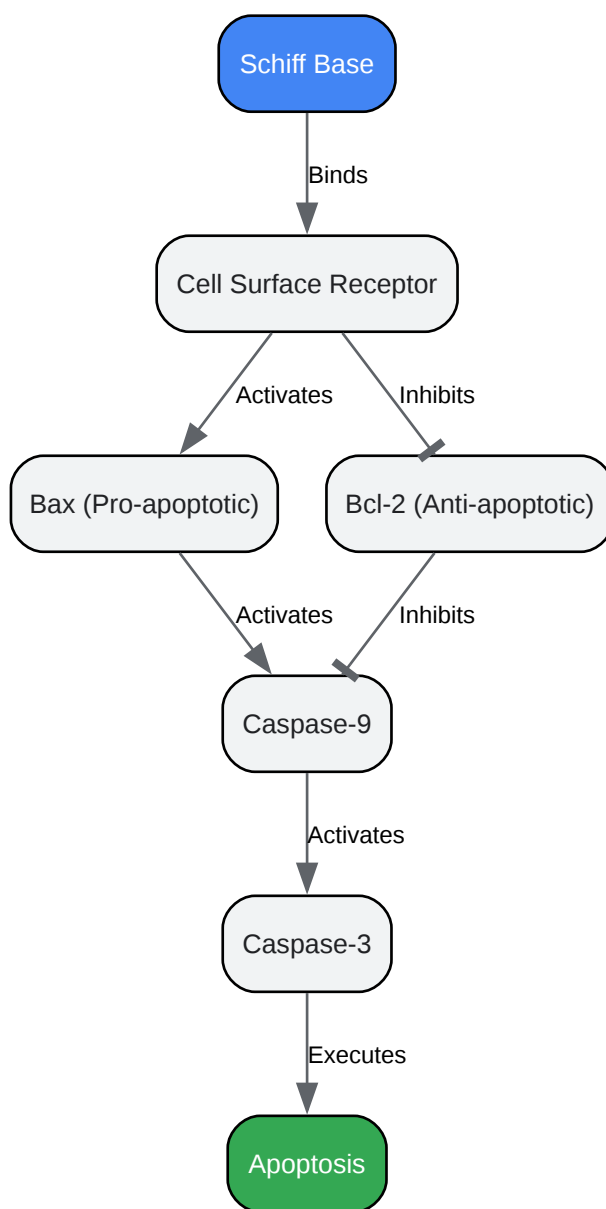 Schiff Base
Binds
Cell Surface Receptor
Activates
Inhibits
Bax (Pro-apoptotic)
Bcl-2 (Anti-apoptotic)
Activates
Inhibits
Caspase-9
Activates
Caspase-3
Executes
Apoptosis